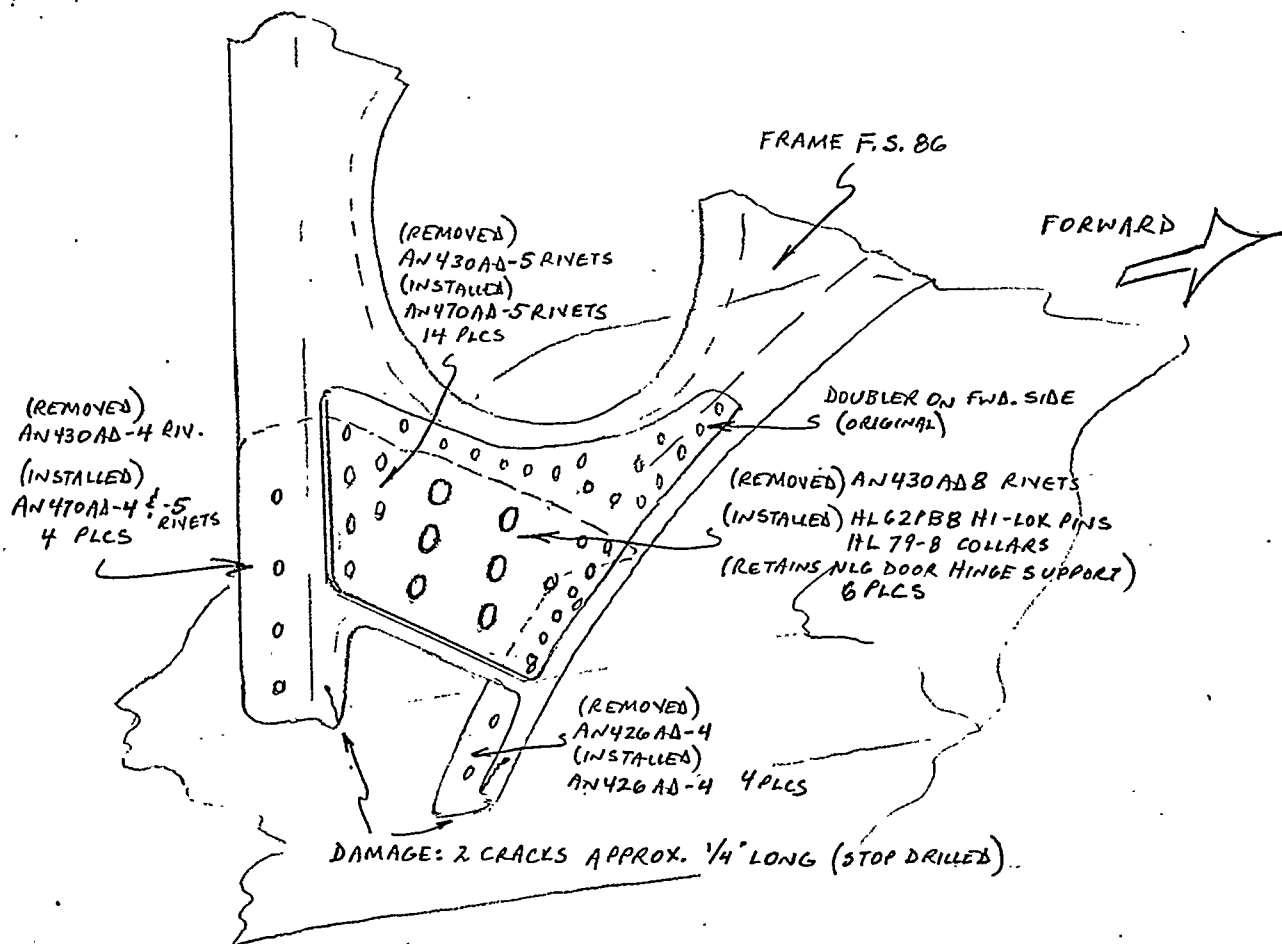 FRAME F.S. 86
FORWARD
(REMOVED)
AN430AD-5 RIVETS
(INSTALLED)
AN470AD-5 RIVETS
14 PLCS
(REMOVED)
AN430AD-4 RIV.
(INSTALLED)
AN470AD-4 & -5
RIVETS
4 PLCS
DOUBLER ON FWD. SIDE
(ORIGINAL)
(REMOVED) AN430AD8 RIVETS
(INSTALLED) HL62PB8 HI-LOK PINS
HL 79-8 COLLARS
(RETAINS NLG DOOR HINGE SUPPORT)
6 PLCS
(REMOVED)
AN426AD-4
(INSTALLED)
AN426AD-4 4 PLCS
DAMAGE: 2 CRACKS APPROX. 1/4" LONG (STOP DRILLED)